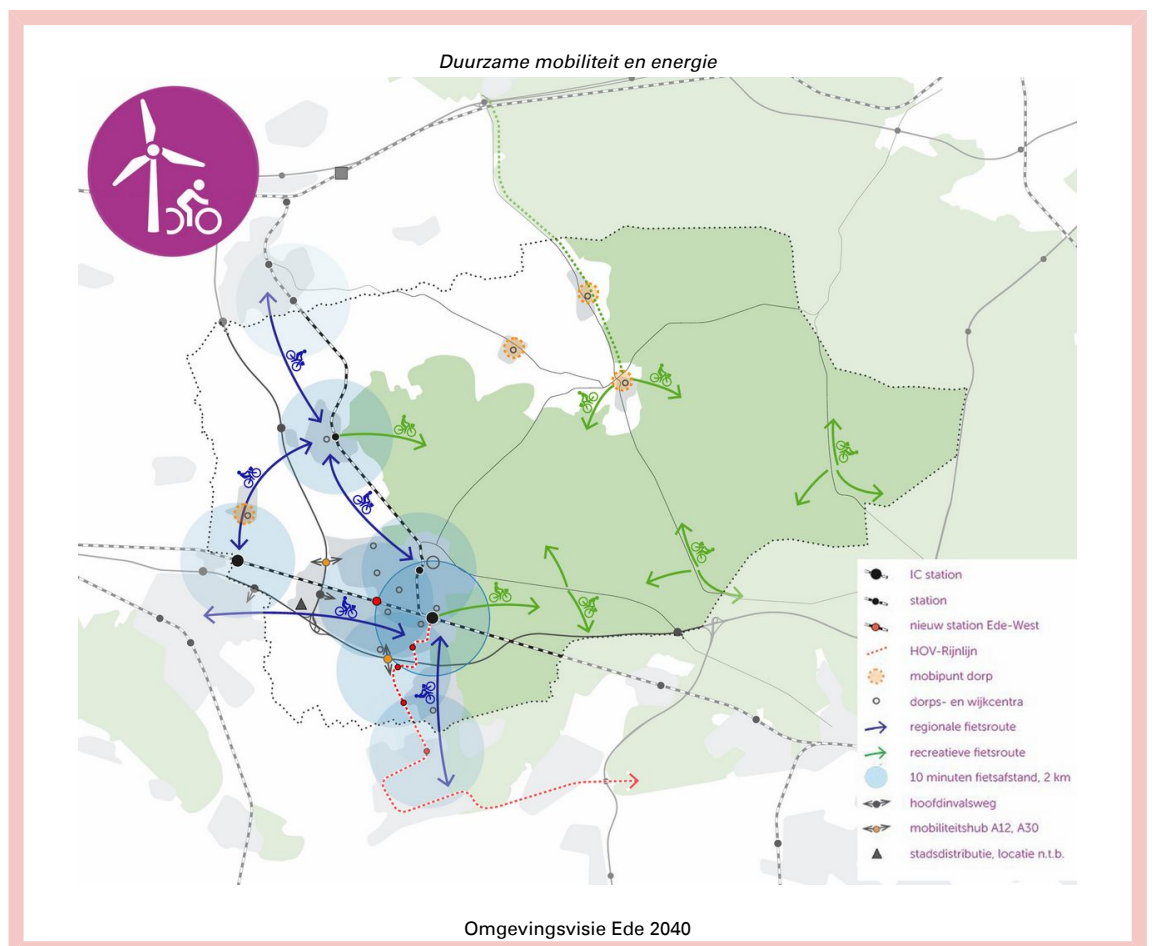 Duurzame mobiliteit en energie
IC station
station
nieuw station Ede-West
HOV-Rijnlijn
mobipunt dorp
dorps- en wijkcentra
regionale fietsroute
recreatieve fietsroute
10 minuten fietsafstand, 2 km
hoofdinvalsweg
mobiliteitshub A12, A30
stadsdistributie, locatie n.t.b.
Omgevingsvisie Ede 2040